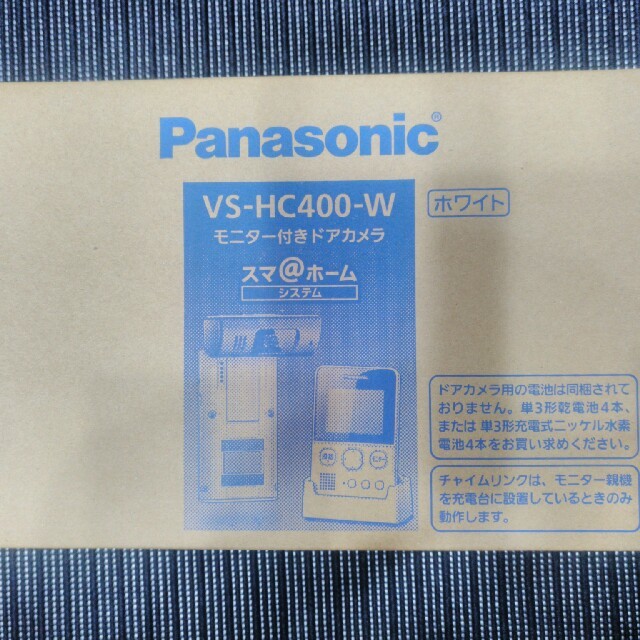 Panasonic®
VS-HC400-W
ホワイト
モニター付きドアカメラ
スマ@ホーム
システム
ドアカメラ用の電池は同梱されて
おりません。単3形乾電池4本、
または 単3形充電式ニッケル水素
電池4本をお買い求めください。
チャイムリンクは、モニター親機
を充電台に設置しているときのみ
動作します。